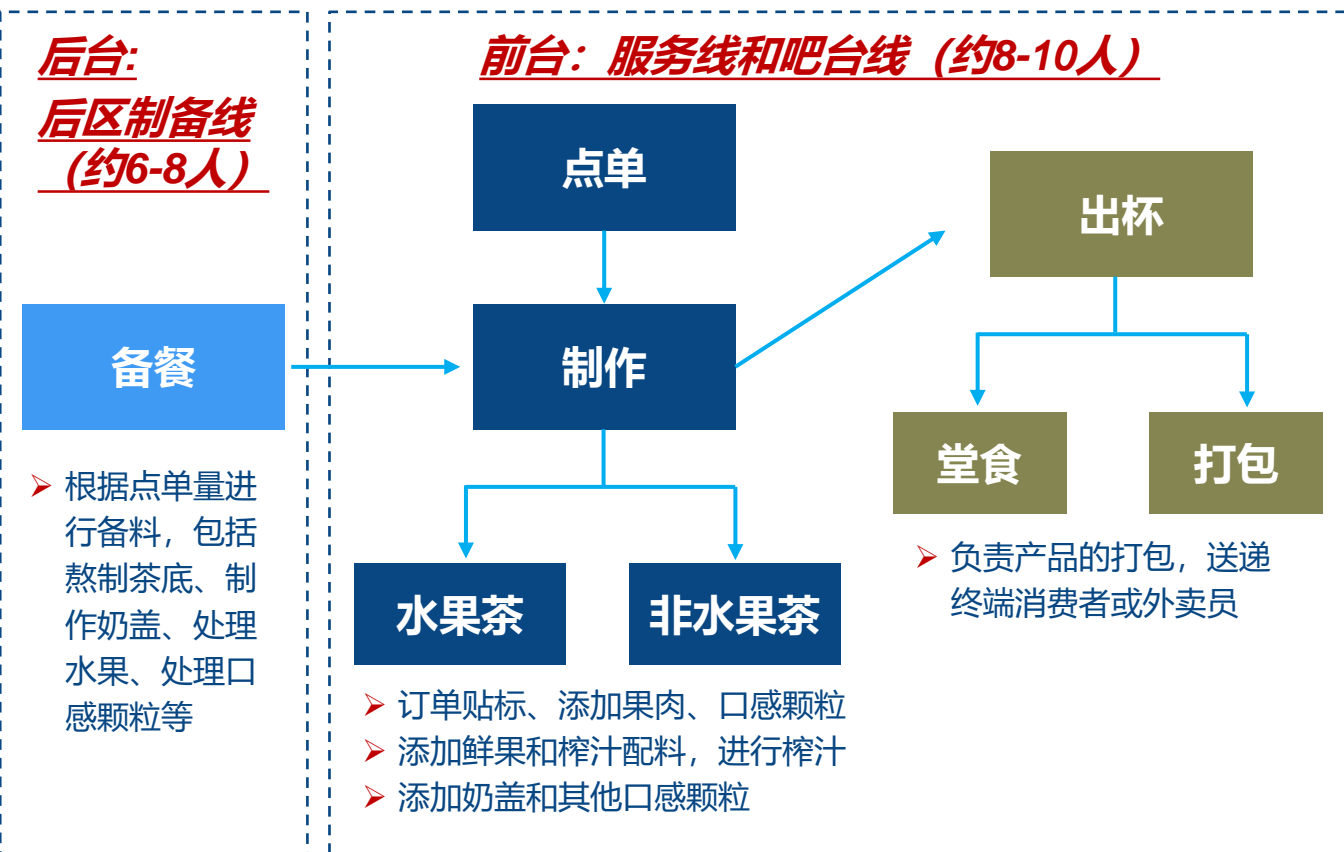 后台:
后区制备线
（约6-8人）
备餐
根据点单量进
行备料，包括
熬制茶底、制
作奶盖、处理
水果、处理口
感颗粒等
前台：服务线和吧台线（约8-10人）
点单
制作
水果茶
非水果茶
订单贴标、添加果肉、口感颗粒
添加鲜果和榨汁配料，进行榨汁
添加奶盖和其他口感颗粒
出杯
堂食
打包
负责产品的打包，送递
终端消费者或外卖员